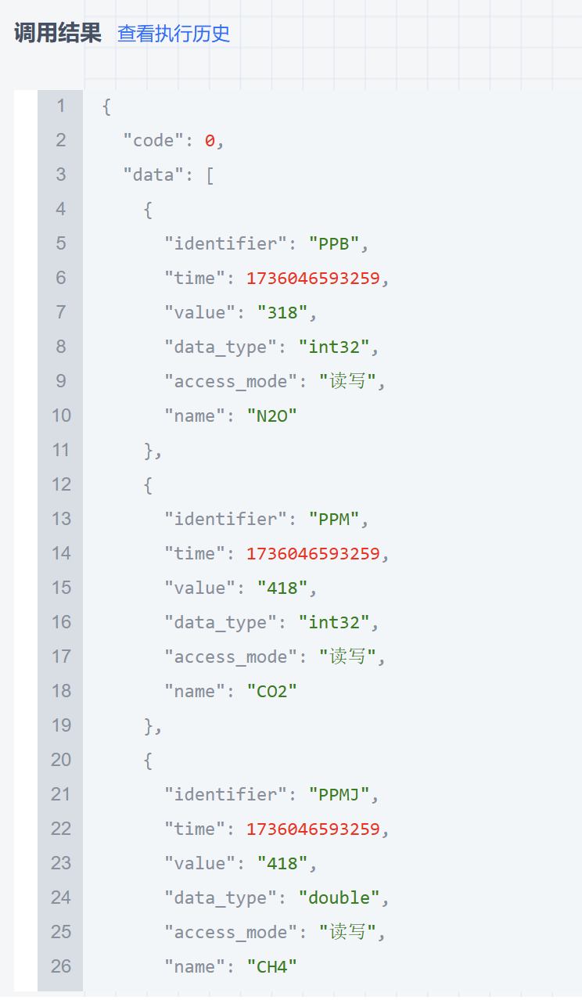 调用结果 查看执行历史
1 {
2 "code": 0,
3 "data": [
4 {
5 "identifier": "PPB",
6 "time": 1736046593259,
7 "value": "318",
8 "data_type": "int32",
9 "access_mode": "读写",
10 "name": "N2O"
11 },
12 {
13 "identifier": "PPM",
14 "time": 1736046593259,
15 "value": "418",
16 "data_type": "int32",
17 "access_mode": "读写",
18 "name": "CO2"
19 },
20 {
21 "identifier": "PPMJ",
22 "time": 1736046593259,
23 "value": "418",
24 "data_type": "double",
25 "access_mode": "读写",
26 "name": "CH4"